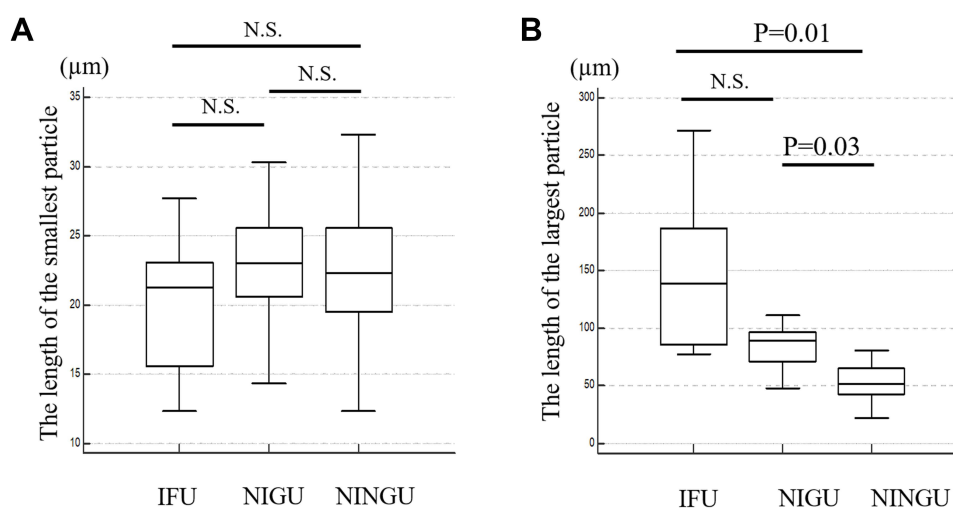 A
N.S.
(µm)
N.S.
N.S.
The length of the smallest particle
35
30
25
20
15
10
IFU NIGU NINGU
B
P=0.01
(µm)
N.S.
P=0.03
The length of the largest particle
300
250
200
150
100
50
0
IFU NIGU NINGU